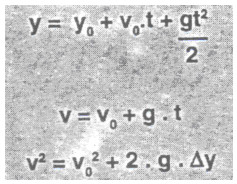 y = y₀ + v₀.t + gt²/2
v = v₀ + g . t
v² = v₀² + 2 . g . Δy